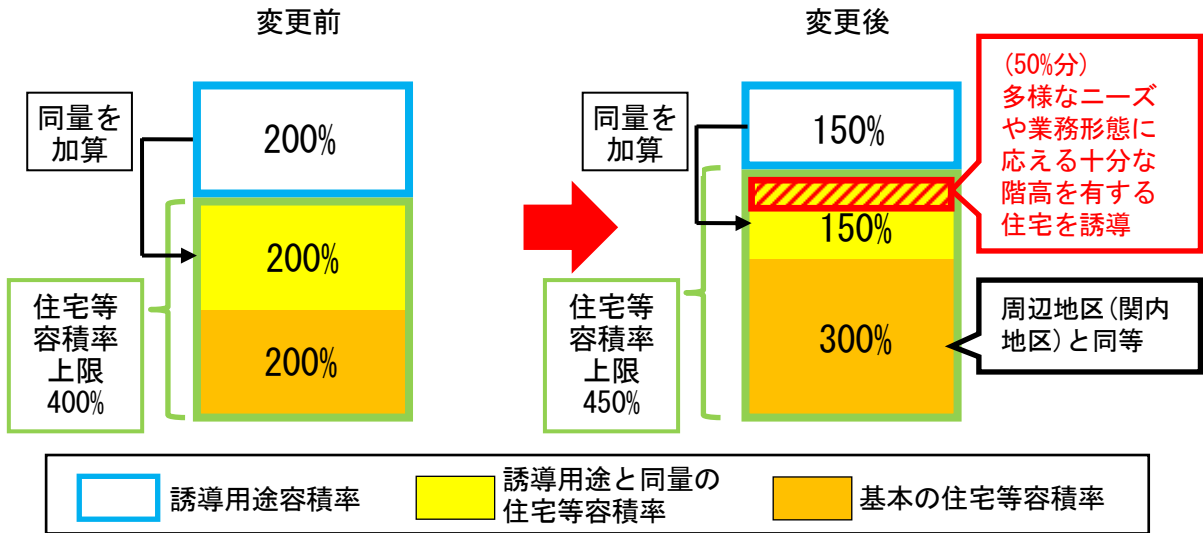 変更前
同量を
加算
200%
200%
200%
住宅等
容積率
上限
400%
変更後
同量を
加算
150%
150%
300%
住宅等
容積率
上限
450%
(50%分)
多様なニーズ
や業務形態に
応える十分な
階高を有する
住宅を誘導
周辺地区(関内
地区)と同等
誘導用途容積率
誘導用途と同量の
住宅等容積率
基本の住宅等容積率